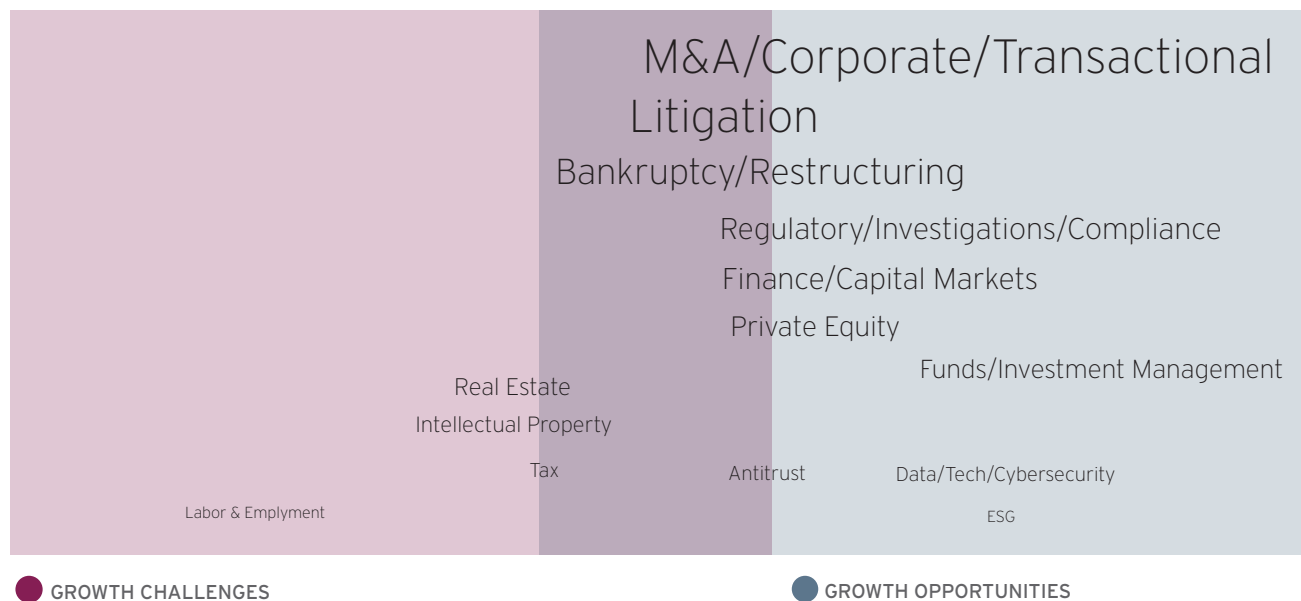 M&A/Corporate/Transactional
Litigation
Bankruptcy/Restructuring
Regulatory/Investigations/Compliance
Finance/Capital Markets
Private Equity
Funds/Investment Management
Real Estate
Intellectual Property
Tax
Antitrust
Data/Tech/Cybersecurity
Labor & Emplyment
ESG
GROWTH CHALLENGES
GROWTH OPPORTUNITIES